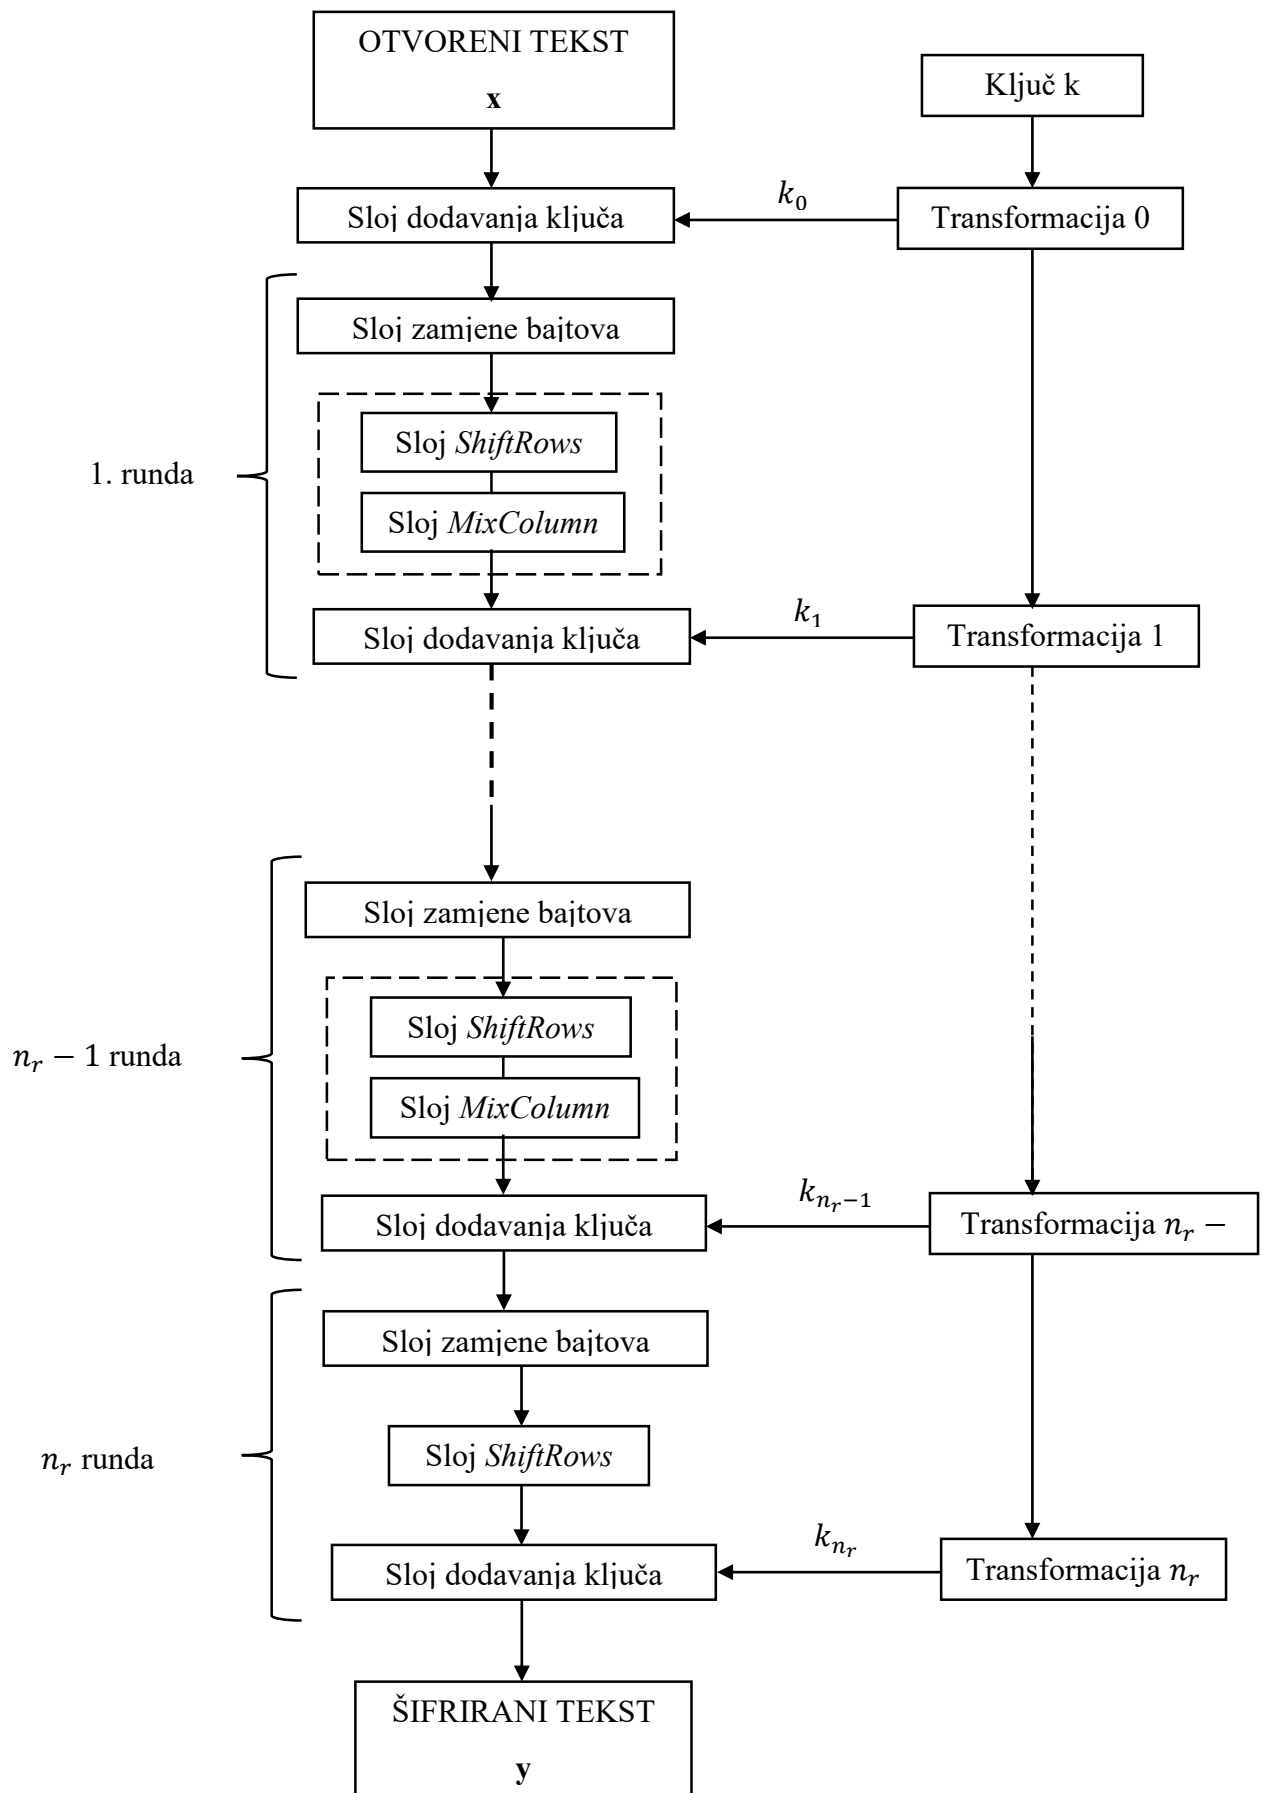 OTVORENI TEKST
x
Ključ k
k₀
Sloj dodavanja ključa
Transformacija 0
Sloj zamjene bajtova
Sloj ShiftRows
1. runda
Sloj MixColumn
k₁
Sloj dodavanja ključa
Transformacija 1
Sloj zamjene bajtova
Sloj ShiftRows
nᵣ − 1 runda
Sloj MixColumn
kₙᵣ₋₁
Sloj dodavanja ključa
Transformacija nᵣ −
Sloj zamjene bajtova
Sloj ShiftRows
nᵣ runda
kₙᵣ
Sloj dodavanja ključa
Transformacija nᵣ
ŠIFRIRANI TEKST
y